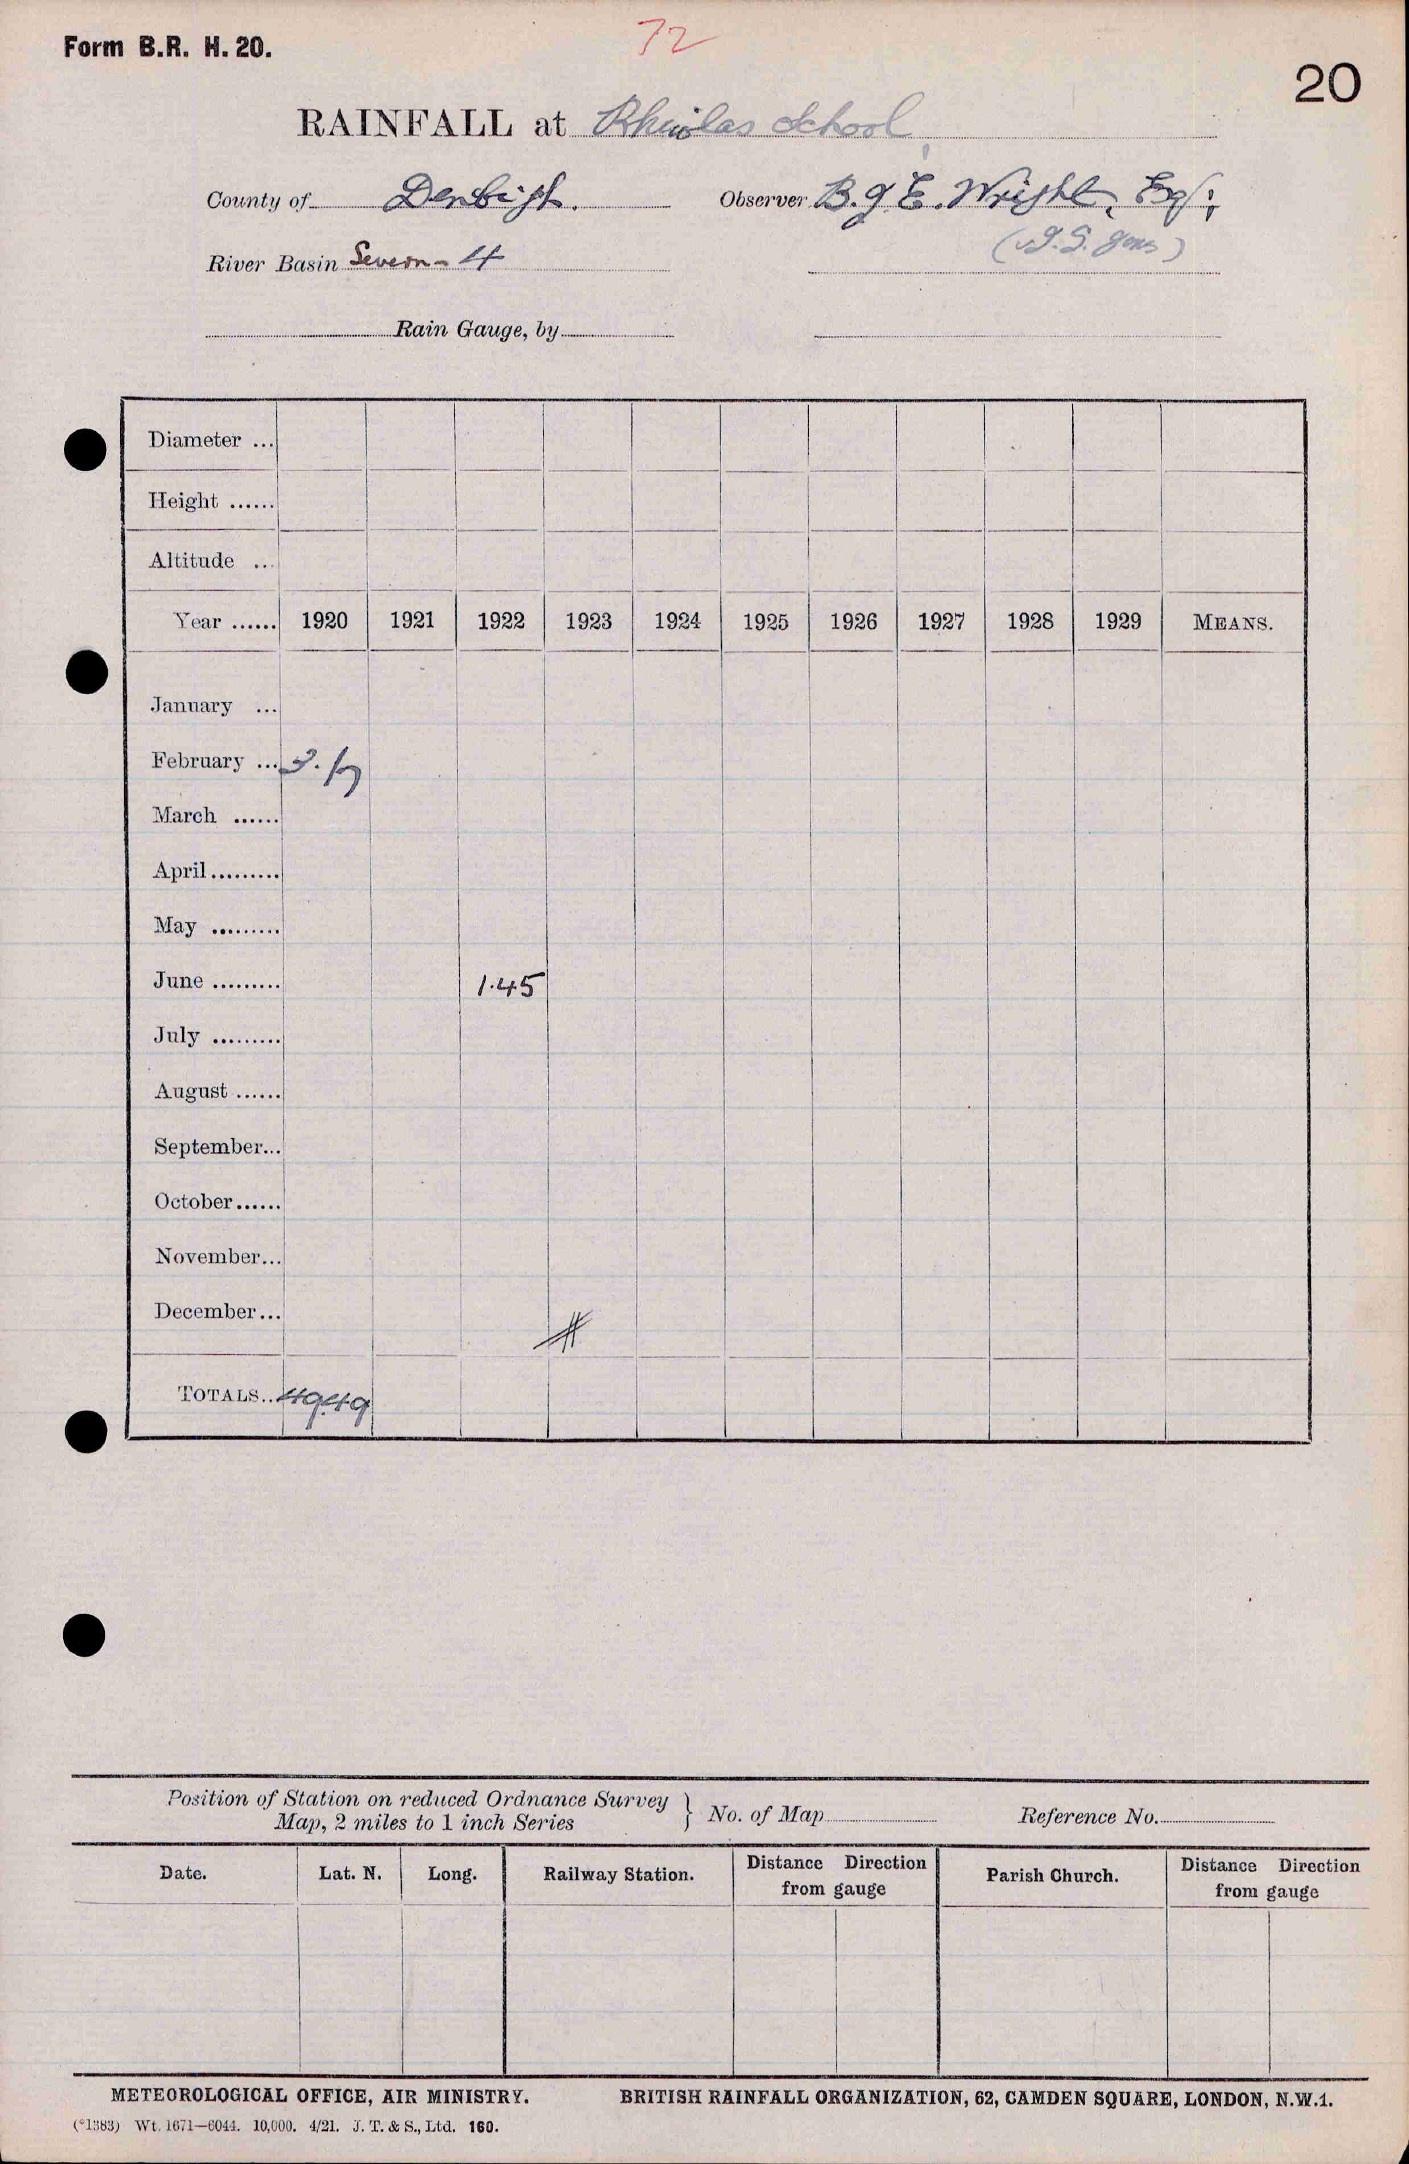 Form B.R. H. 20.
72
20
RAINFALL at Rhiwlas School
County of Denbigh. Observer B. J. E. Wright, Esq;
River Basin Severn - 4 (J. S. Jones)
Rain Gauge, by
Diameter ...
Height ......
Altitude ...
Year ...... 1920 1921 1922 1923 1924 1925 1926 1927 1928 1929 MEANS.
January ...
February ... 3.17
March ......
April.........
May .........
June ......... 1.45
July .........
August ......
September...
October......
November...
December...
TOTALS.. 49.49
Position of Station on reduced Ordnance Survey
Map, 2 miles to 1 inch Series } No. of Map Reference No.
Date. Lat. N. Long. Railway Station. Distance Direction from gauge Parish Church. Distance Direction from gauge
METEOROLOGICAL OFFICE, AIR MINISTRY. BRITISH RAINFALL ORGANIZATION, 62, CAMDEN SQUARE, LONDON, N.W.1.
(*1383) Wt. 1671—6044. 10,000. 4/21. J. T. & S., Ltd. 160.